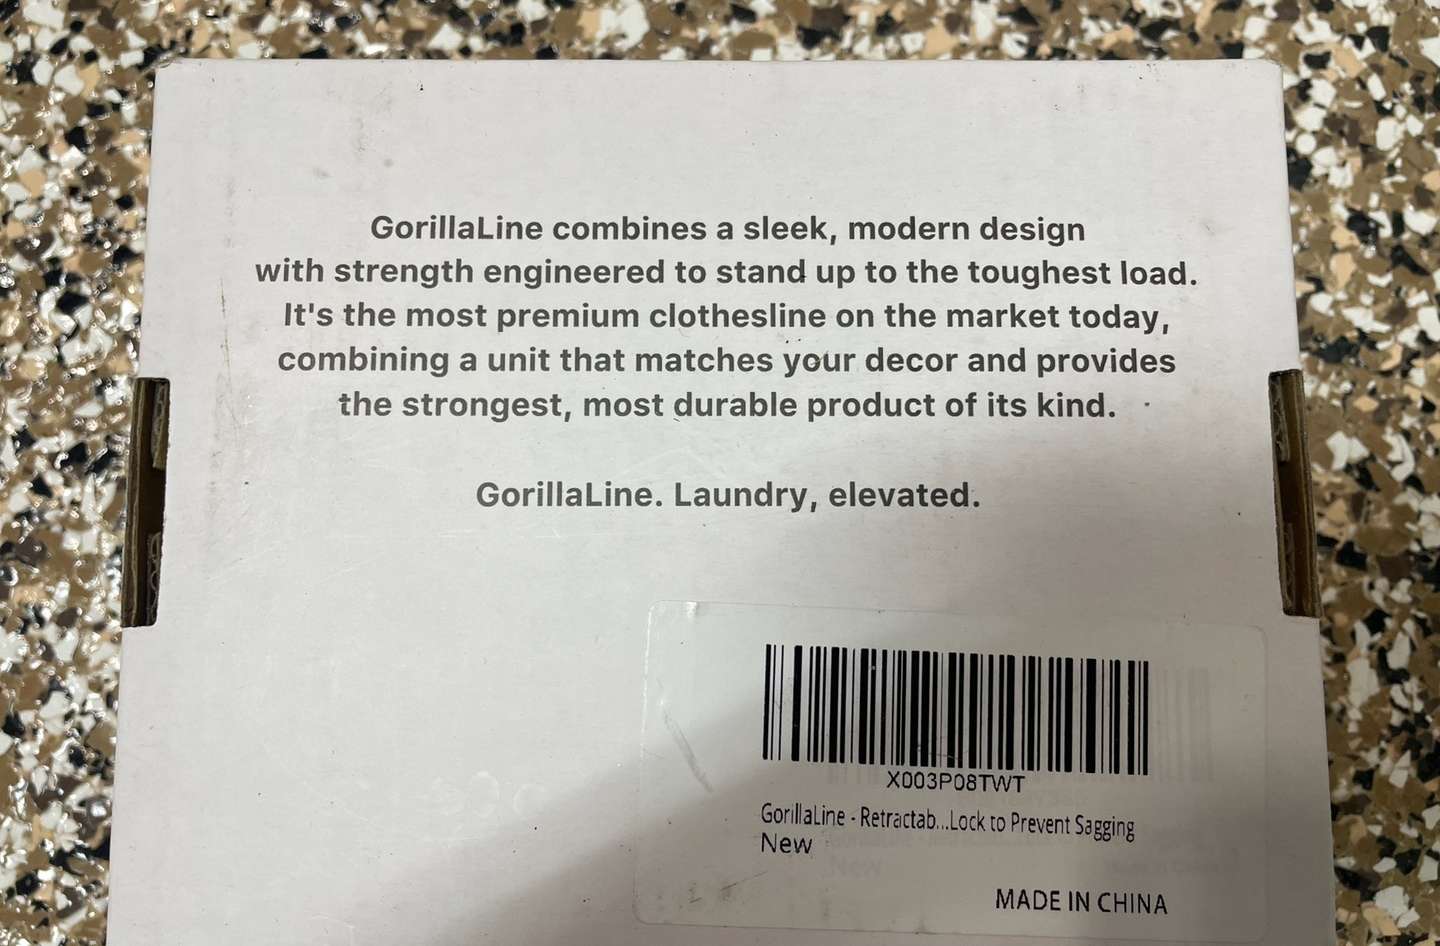 GorillaLine combines a sleek, modern design
with strength engineered to stand up to the toughest load.
It's the most premium clothesline on the market today,
combining a unit that matches your decor and provides
the strongest, most durable product of its kind.
GorillaLine. Laundry, elevated.
X003P08TWT
GorillaLine - Retractab...Lock to Prevent Sagging
New
MADE IN CHINA